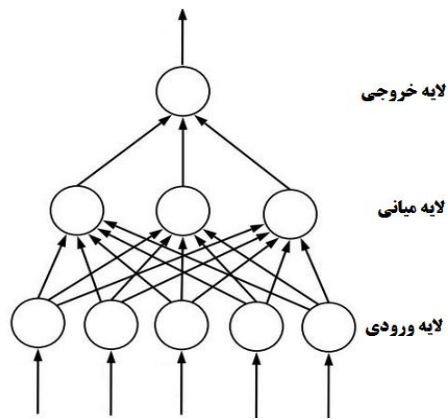 لایه خروجی
لایه میانی
لایه ورودی